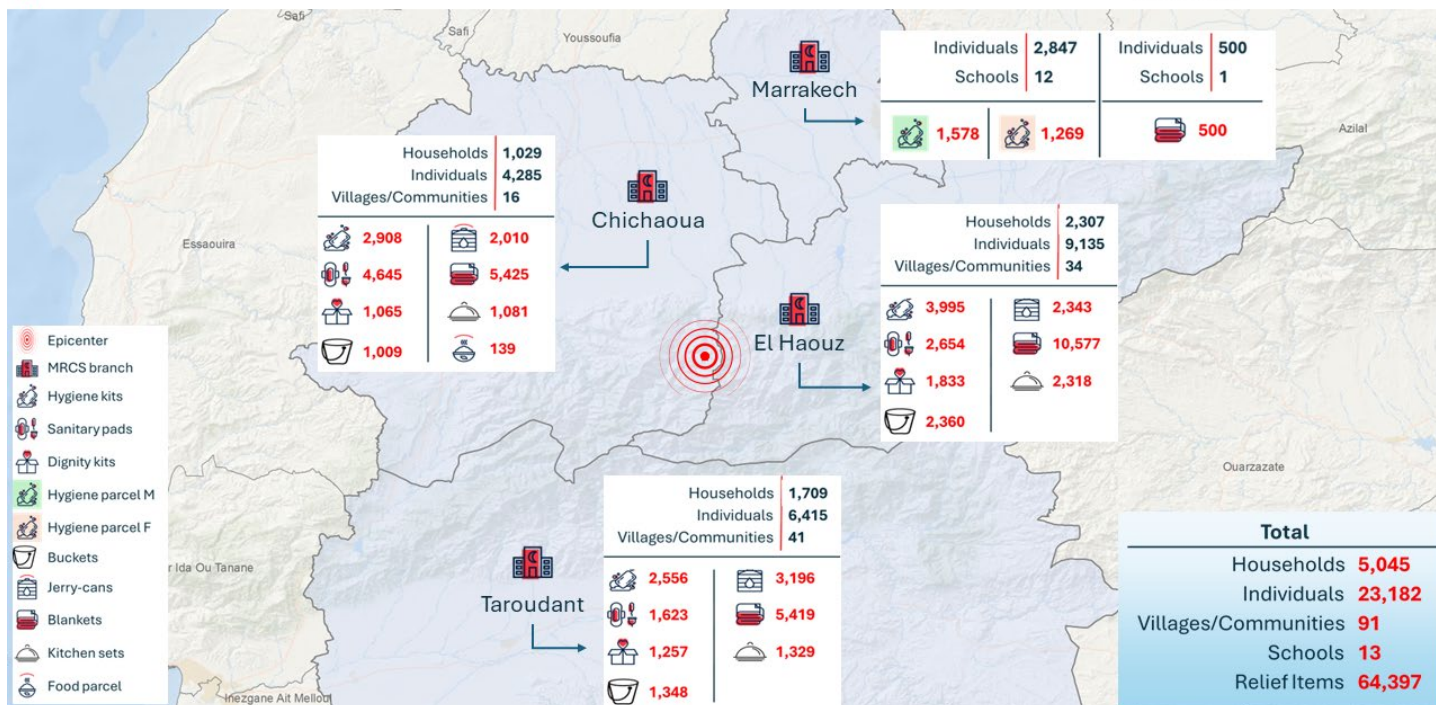 Safi
Safi
Youssoufia
Marrakech
Individuals 2,847
Schools 12
Individuals 500
Schools 1
1,578
1,269
500
Azilal
Households 1,029
Individuals 4,285
Villages/Communities 16
2,908 2,010
4,645 5,425
1,065 1,081
1,009 139
Chichaoua
Essaouira
Households 2,307
Individuals 9,135
Villages/Communities 34
3,995 2,343
2,654 10,577
1,833 2,318
2,360
El Haouz
Epicenter
MRCS branch
Hygiene kits
Sanitary pads
Dignity kits
Hygiene parcel M
Hygiene parcel F
Buckets
Jerry-cans
Blankets
Kitchen sets
Food parcel
Ouarzazate
Households 1,709
Individuals 6,415
Villages/Communities 41
2,556 3,196
1,623 5,419
1,257 1,329
1,348
Taroudant
r Ida Ou Tanane
Inezgane Ait Melloul
Total
Households 5,045
Individuals 23,182
Villages/Communities 91
Schools 13
Relief Items 64,397